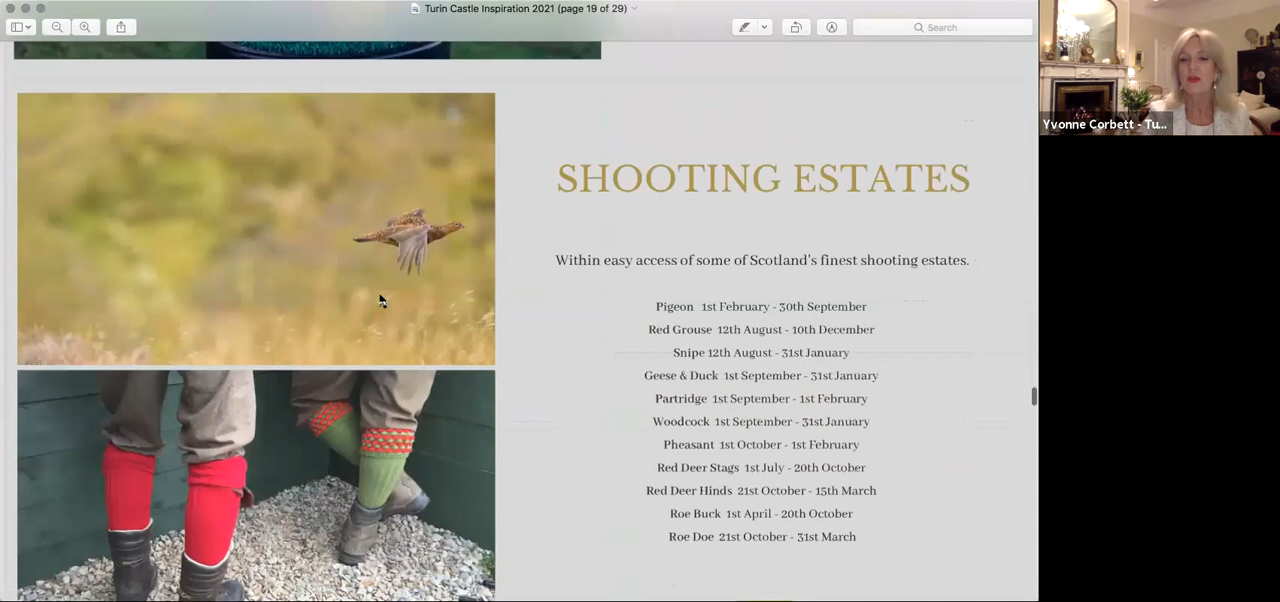 Turin Castle Inspiration 2021 (page 19 of 29)
Search
Yvonne Corbett - Tu...
SHOOTING ESTATES
Within easy access of some of Scotland's finest shooting estates.
Pigeon 1st February - 30th September
Red Grouse 12th August - 10th December
Snipe 12th August - 31st January
Geese & Duck 1st September - 31st January
Partridge 1st September - 1st February
Woodcock 1st September - 31st January
Pheasant 1st October - 1st February
Red Deer Stags 1st July - 20th October
Red Deer Hinds 21st October - 15th March
Roe Buck 1st April - 20th October
Roe Doe 21st October - 31st March